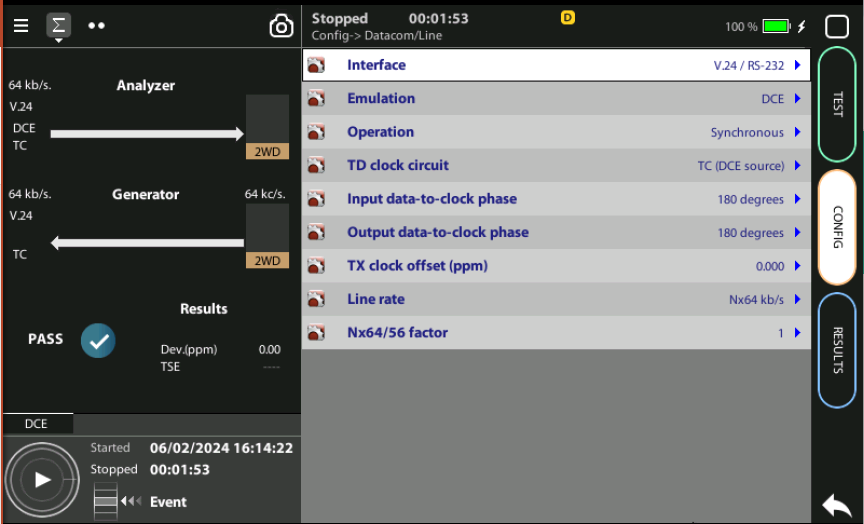 Σ
Stopped 00:01:53
D
Config-> Datacom/Line
100 %
64 kb/s.
Analyzer
V.24
DCE
TC
2WD
64 kb/s.
Generator
64 kc/s.
V.24
TC
2WD
Results
PASS
Dev.(ppm) 0.00
TSE ----
DCE
Started 06/02/2024 16:14:22
Stopped 00:01:53
Event
Interface V.24 / RS-232
Emulation DCE
Operation Synchronous
TD clock circuit TC (DCE source)
Input data-to-clock phase 180 degrees
Output data-to-clock phase 180 degrees
TX clock offset (ppm) 0.000
Line rate Nx64 kb/s
Nx64/56 factor 1
TEST
CONFIG
RESULTS